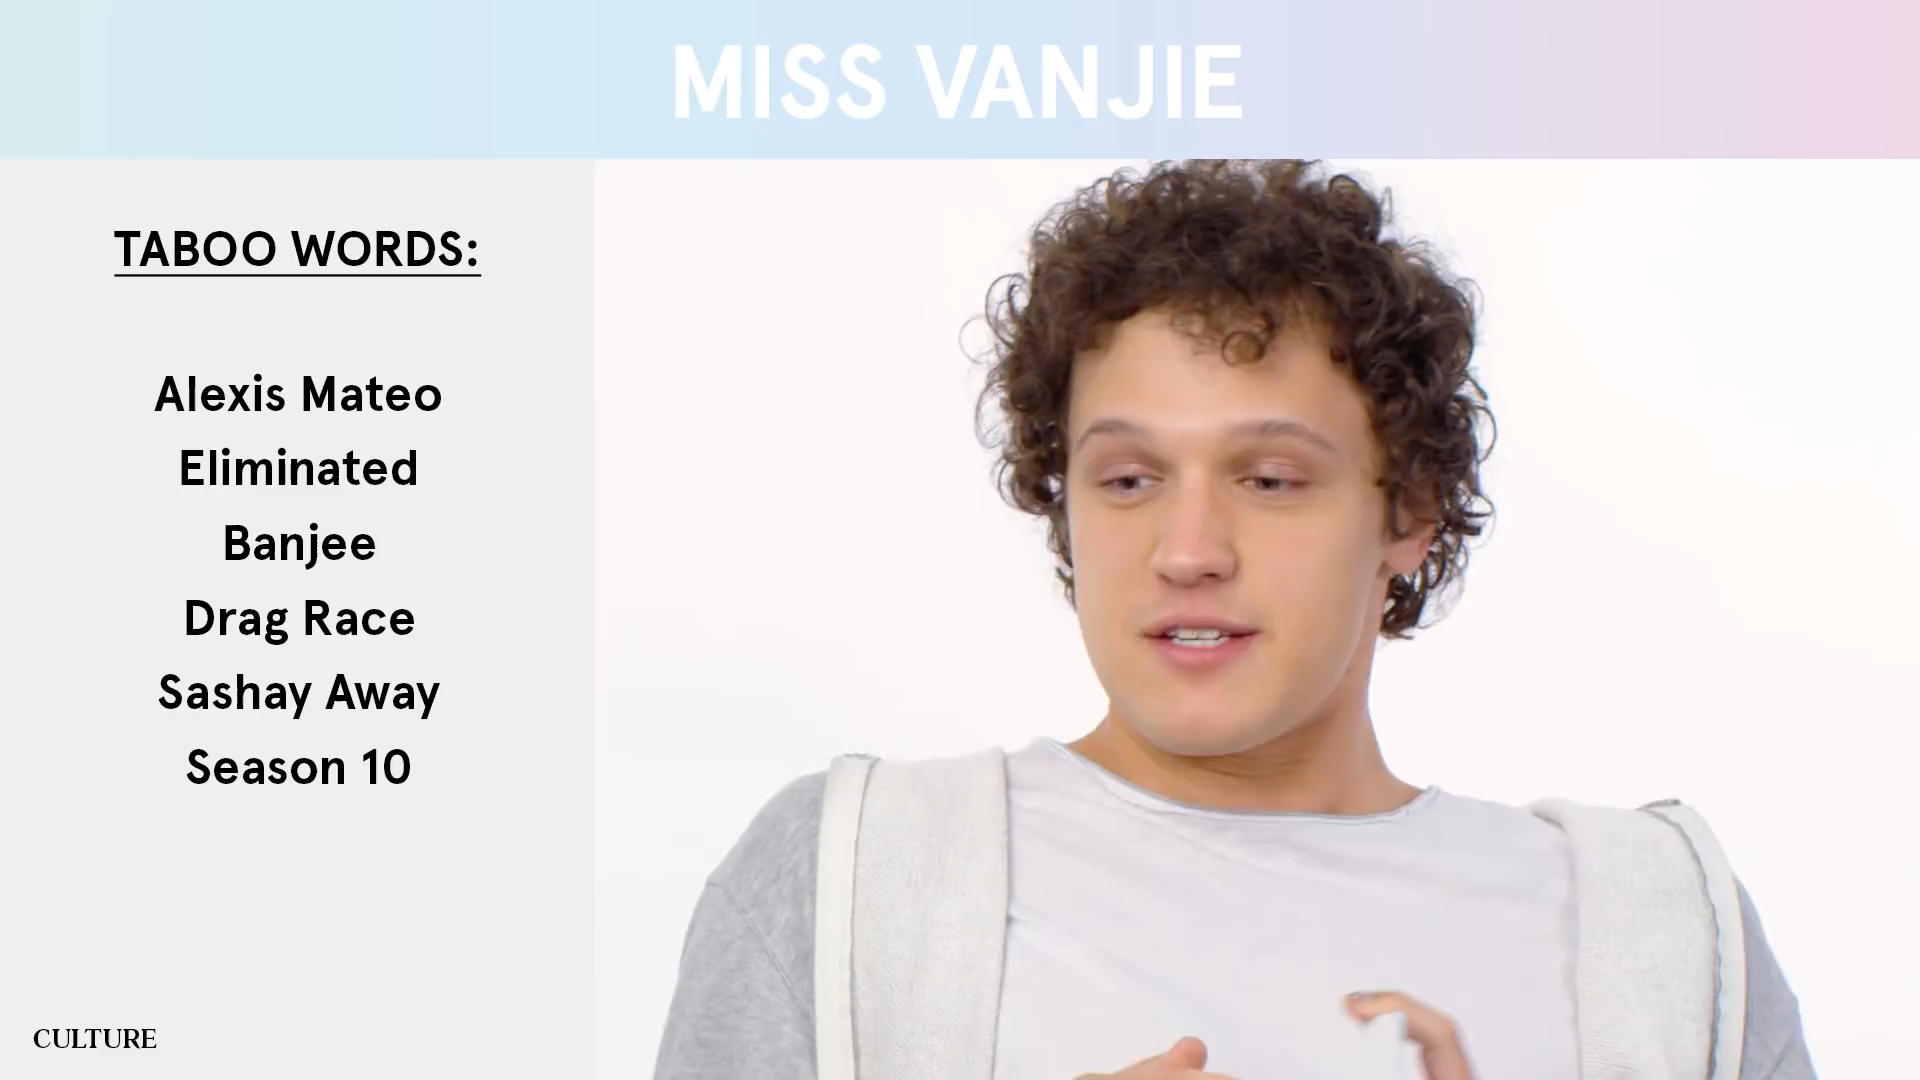 MISS VANJIE
TABOO WORDS:
Alexis Mateo
Eliminated
Banjee
Drag Race
Sashay Away
Season 10
CULTURE